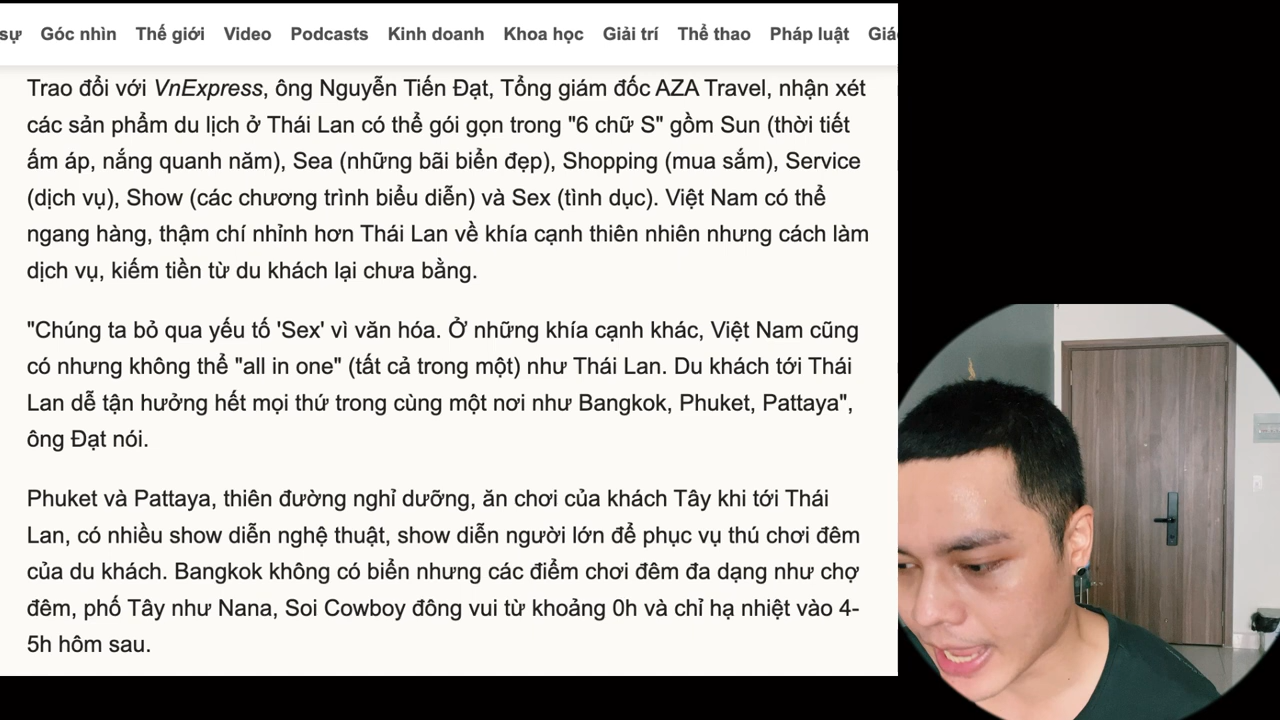 sự Góc nhìn Thế giới Video Podcasts Kinh doanh Khoa học Giải trí Thể thao Pháp luật
Trao đổi với VnExpress, ông Nguyễn Tiến Đạt, Tổng giám đốc AZA Travel, nhận xét
các sản phẩm du lịch ở Thái Lan có thể gói gọn trong "6 chữ S" gồm Sun (thời tiết
ấm áp, nắng quanh năm), Sea (những bãi biển đẹp), Shopping (mua sắm), Service
(dịch vụ), Show (các chương trình biểu diễn) và Sex (tình dục). Việt Nam có thể
ngang hàng, thậm chí nhỉnh hơn Thái Lan về khía cạnh thiên nhiên nhưng cách làm
dịch vụ, kiếm tiền từ du khách lại chưa bằng.
"Chúng ta bỏ qua yếu tố 'Sex' vì văn hóa. Ở những khía cạnh khác, Việt Nam cũng
có nhưng không thể "all in one" (tất cả trong một) như Thái Lan. Du khách tới Thái
Lan dễ tận hưởng hết mọi thứ trong cùng một nơi như Bangkok, Phuket, Pattaya",
ông Đạt nói.
Phuket và Pattaya, thiên đường nghỉ dưỡng, ăn chơi của khách Tây khi tới Thái
Lan, có nhiều show diễn nghệ thuật, show diễn người lớn để phục vụ thú chơi đêm
của du khách. Bangkok không có biển nhưng các điểm chơi đêm đa dạng như chợ
đêm, phố Tây như Nana, Soi Cowboy đông vui từ khoảng 0h và chỉ hạ nhiệt vào 4-
5h hôm sau.